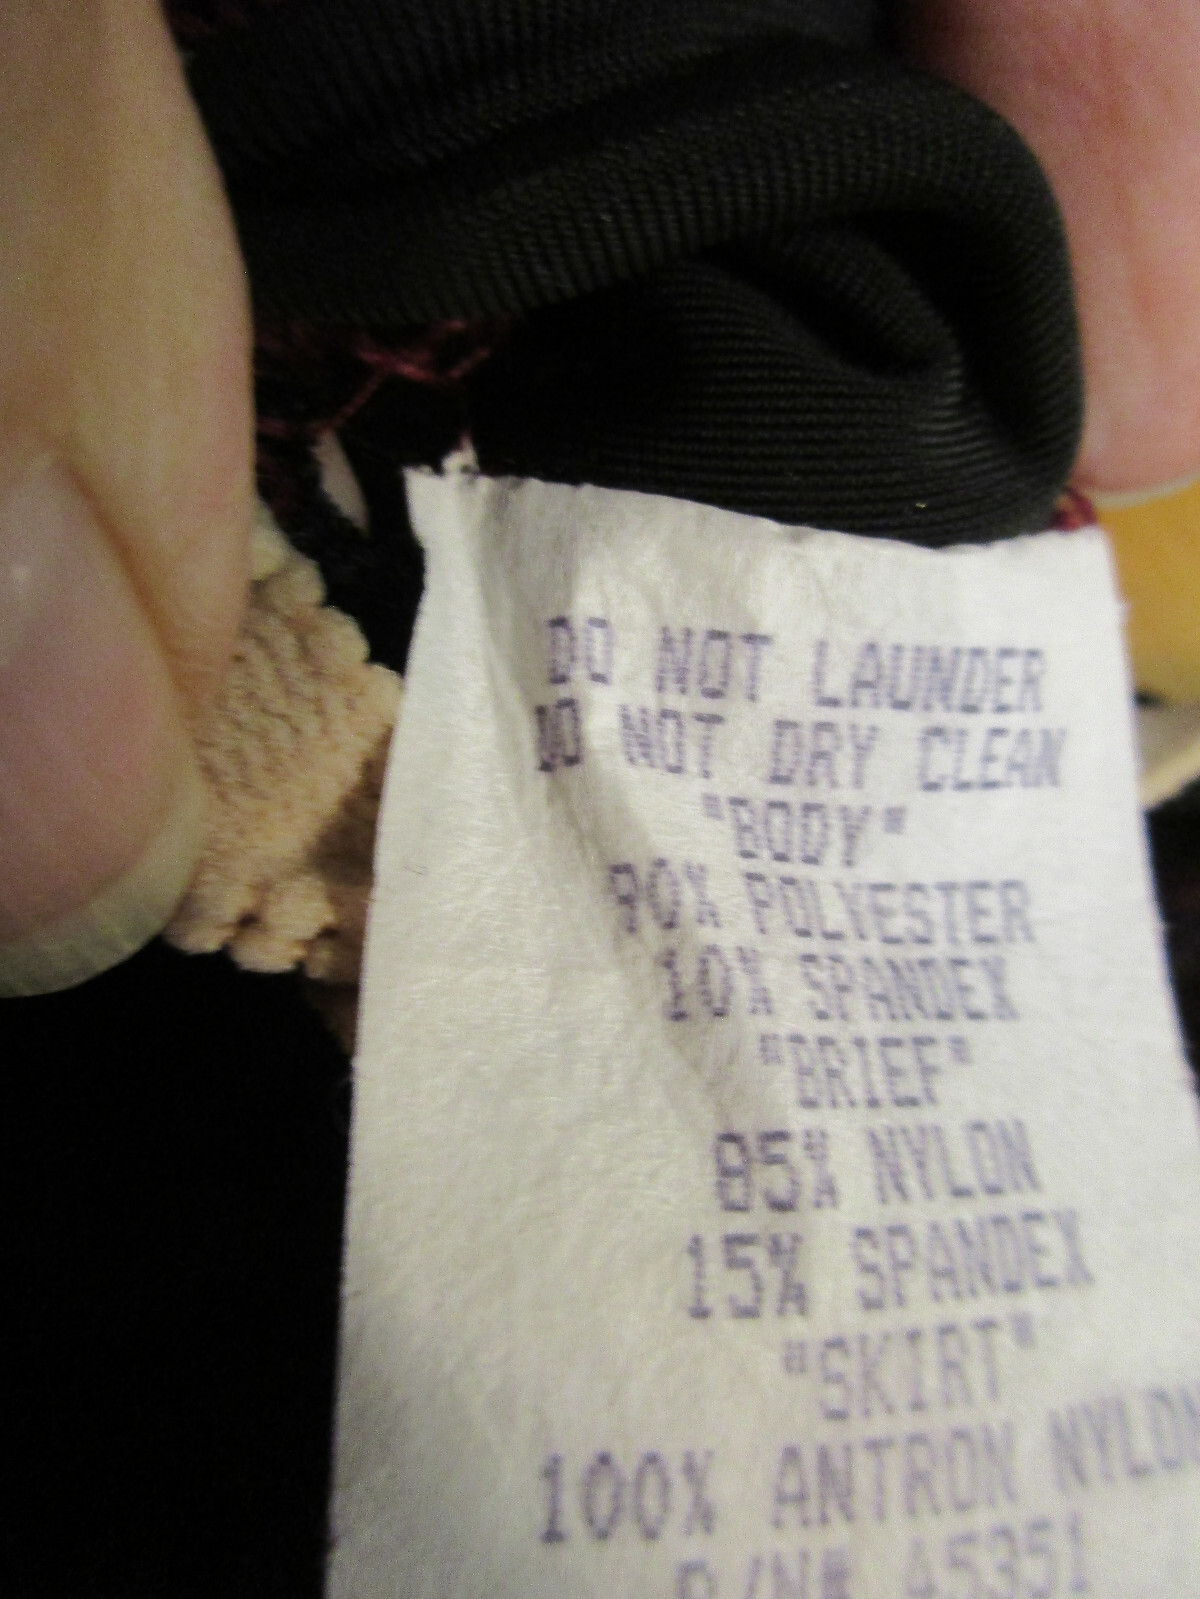 DO NOT LAUNDER
DO NOT DRY CLEAN
"BODY"
90% POLYESTER
10% SPANDEX
"BRIEF"
85% NYLON
15% SPANDEX
"SKIRT"
100% ANTRON NYLON
P/N# A5351